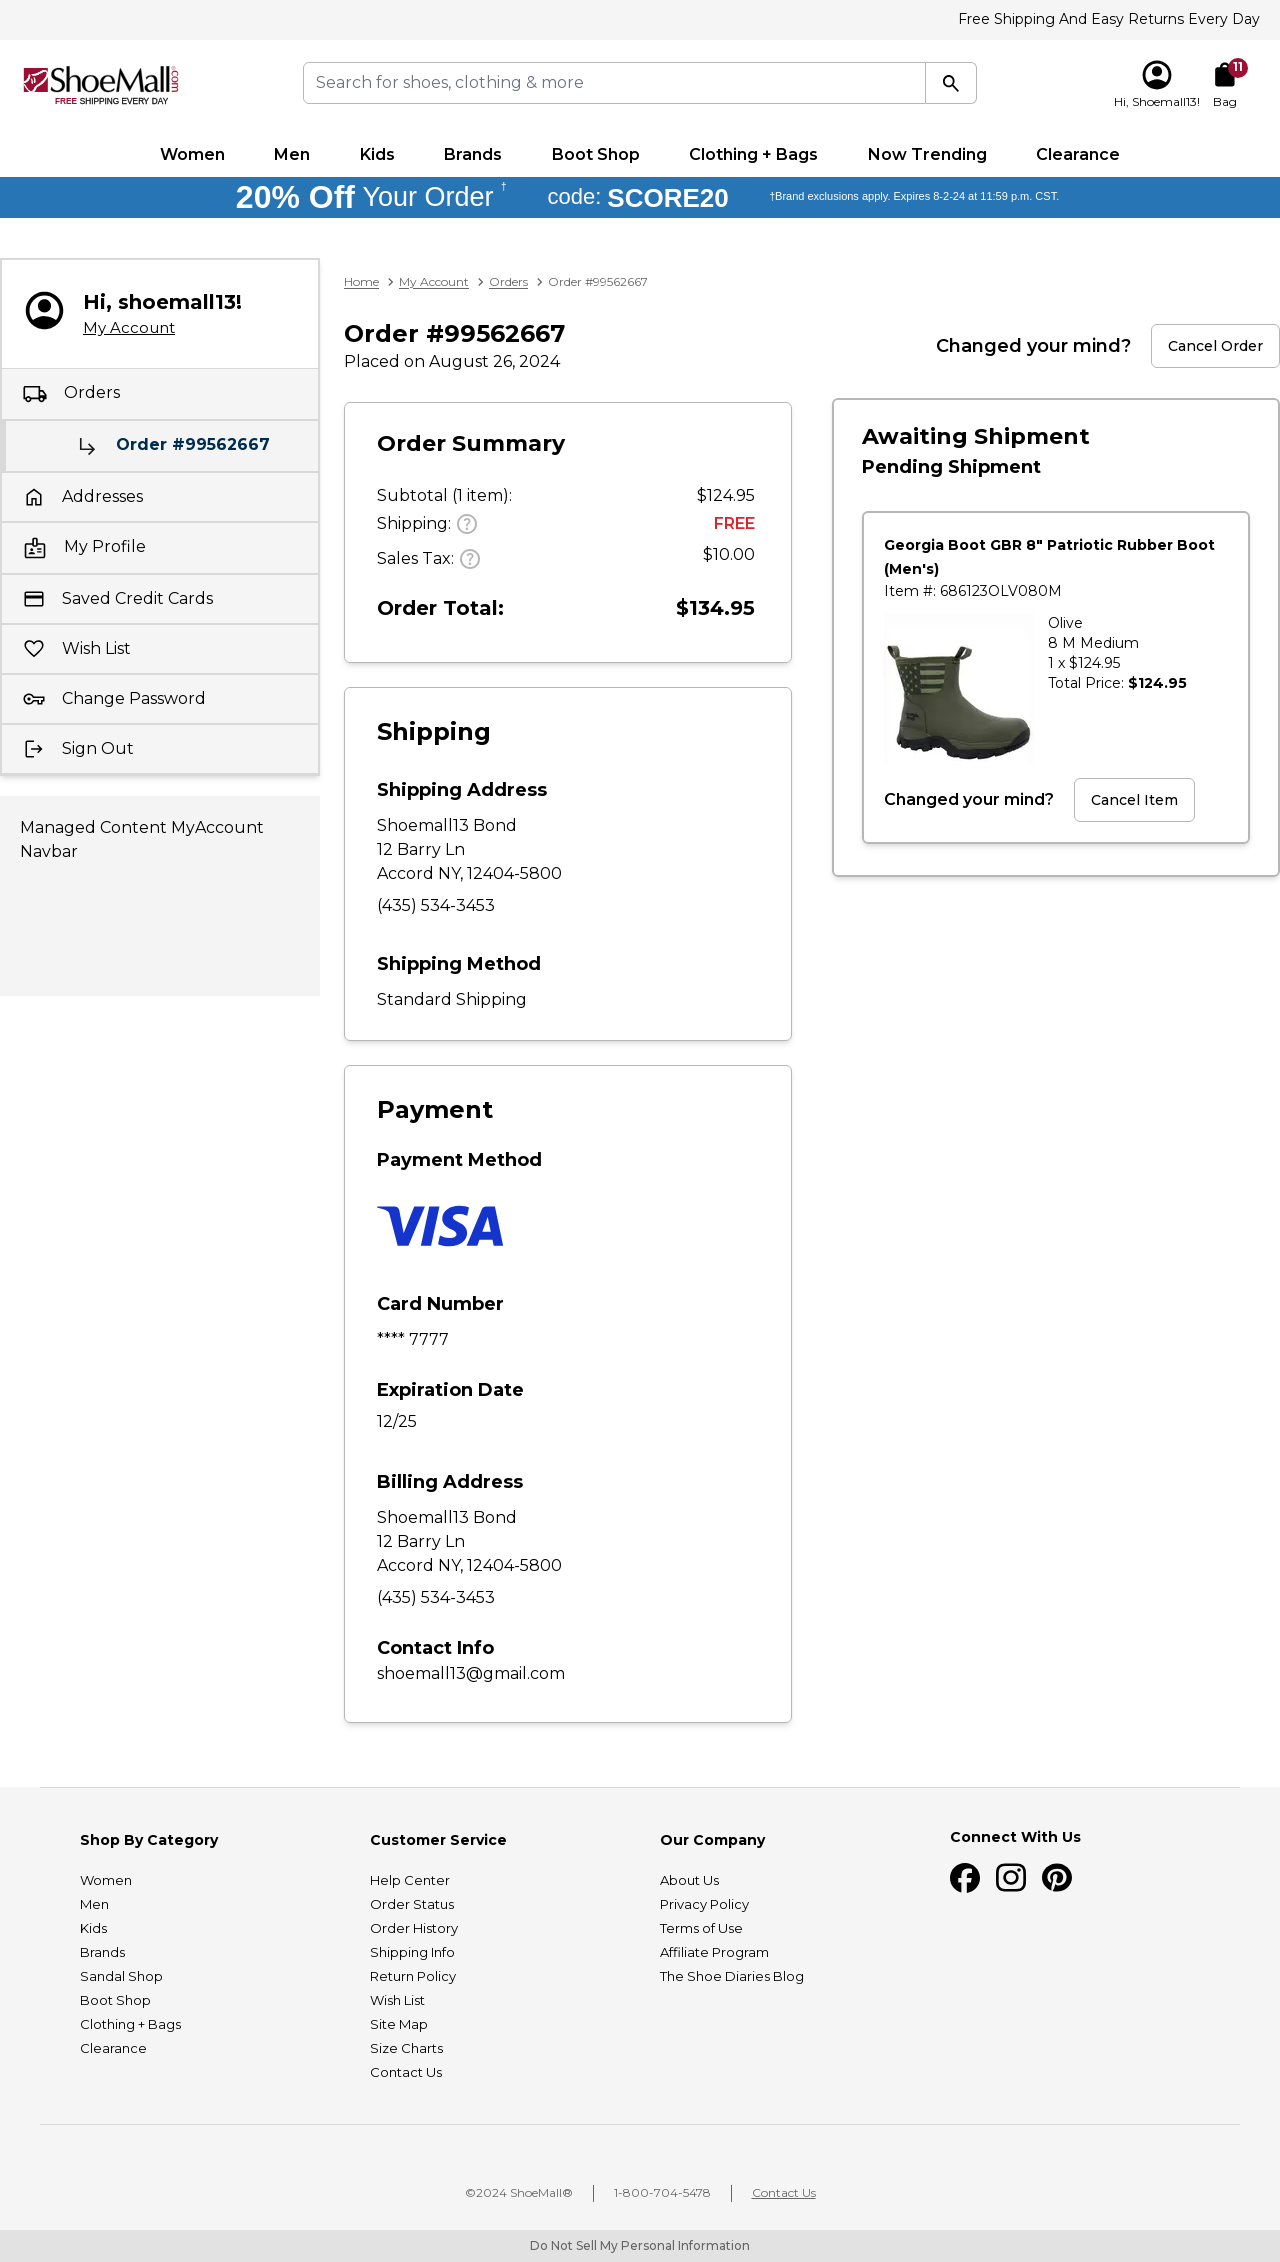 Free Shipping And Easy Returns Every Day
ShoeMall.com®
FREE SHIPPING EVERY DAY
Search for shoes, clothing & more
Hi, Shoemall13!
11
Bag
Women
Men
Kids
Brands
Boot Shop
Clothing + Bags
Now Trending
Clearance
20% Off Your Order † code: SCORE20 †Brand exclusions apply. Expires 8-2-24 at 11:59 p.m. CST.
Hi, shoemall13!
My Account
Orders
Order #99562667
Addresses
My Profile
Saved Credit Cards
Wish List
Change Password
Sign Out
Managed Content MyAccount
Navbar
Home > My Account > Orders > Order #99562667
Order #99562667
Placed on August 26, 2024
Changed your mind?
Cancel Order
Order Summary
Subtotal (1 item): $124.95
Shipping: ? FREE
Sales Tax: ? $10.00
Order Total: $134.95
Shipping
Shipping Address
Shoemall13 Bond
12 Barry Ln
Accord NY, 12404-5800
(435) 534-3453
Shipping Method
Standard Shipping
Payment
Payment Method
VISA
Card Number
**** 7777
Expiration Date
12/25
Billing Address
Shoemall13 Bond
12 Barry Ln
Accord NY, 12404-5800
(435) 534-3453
Contact Info
shoemall13@gmail.com
Awaiting Shipment
Pending Shipment
Georgia Boot GBR 8" Patriotic Rubber Boot
(Men's)
Item #: 686123OLV080M
Olive
8 M Medium
1 x $124.95
Total Price: $124.95
Changed your mind?
Cancel Item
Shop By Category
Women
Men
Kids
Brands
Sandal Shop
Boot Shop
Clothing + Bags
Clearance
Customer Service
Help Center
Order Status
Order History
Shipping Info
Return Policy
Wish List
Site Map
Size Charts
Contact Us
Our Company
About Us
Privacy Policy
Terms of Use
Affiliate Program
The Shoe Diaries Blog
Connect With Us
©2024 ShoeMall®
1-800-704-5478
Contact Us
Do Not Sell My Personal Information